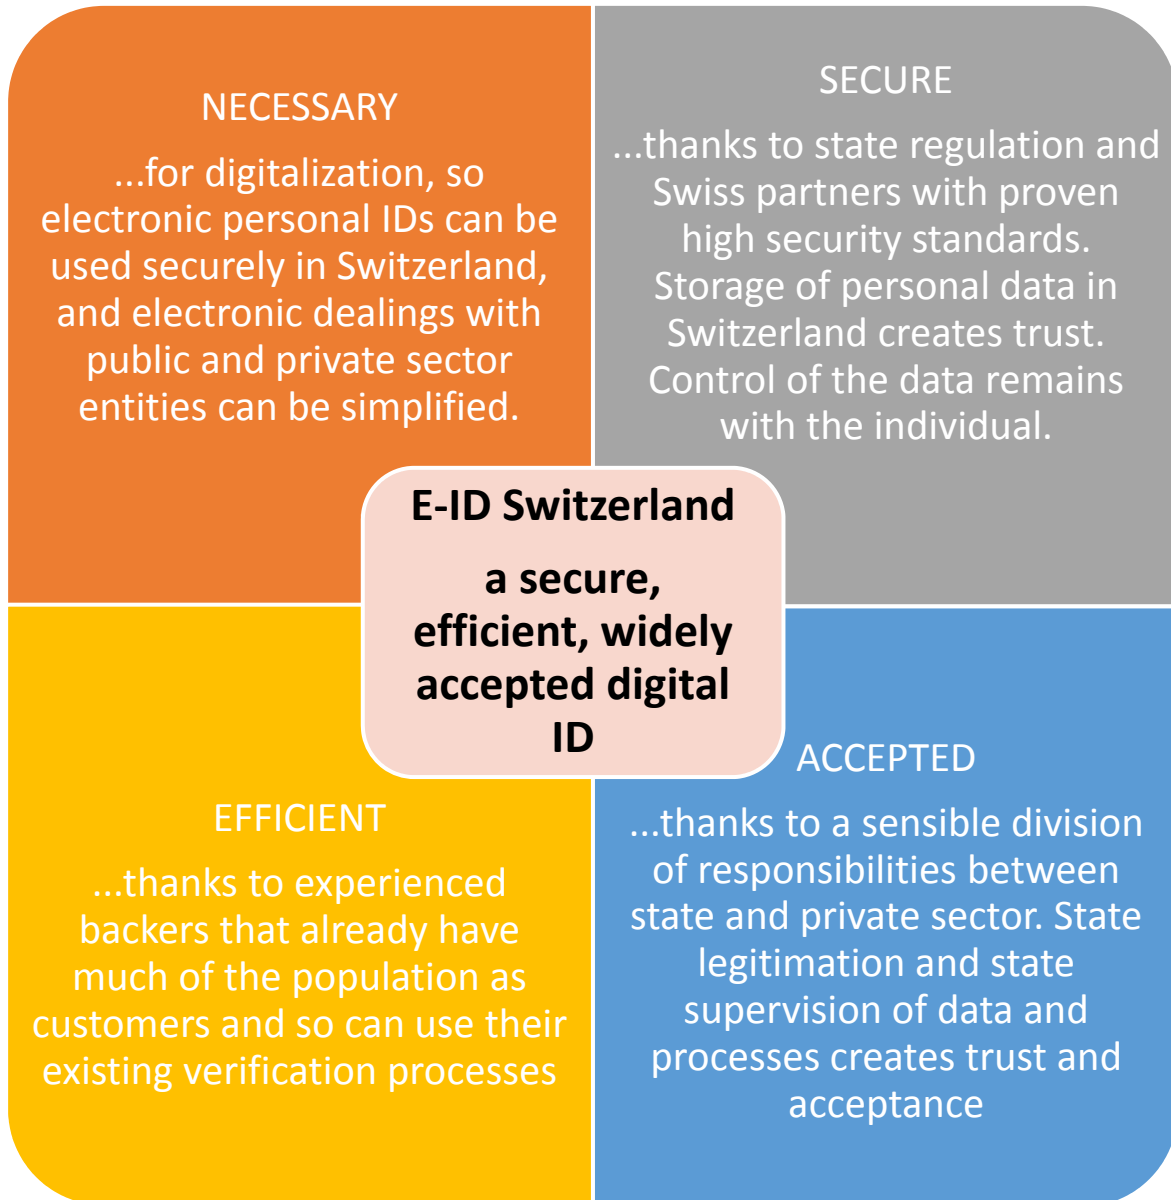 NECESSARY
...for digitalization, so
electronic personal IDs can be
used securely in Switzerland,
and electronic dealings with
public and private sector
entities can be simplified.
SECURE
...thanks to state regulation and
Swiss partners with proven
high security standards.
Storage of personal data in
Switzerland creates trust.
Control of the data remains
with the individual.
E-ID Switzerland
a secure,
efficient, widely
accepted digital
ID
EFFICIENT
...thanks to experienced
backers that already have
much of the population as
customers and so can use their
existing verification processes
ACCEPTED
...thanks to a sensible division
of responsibilities between
state and private sector. State
legitimation and state
supervision of data and
processes creates trust and
acceptance